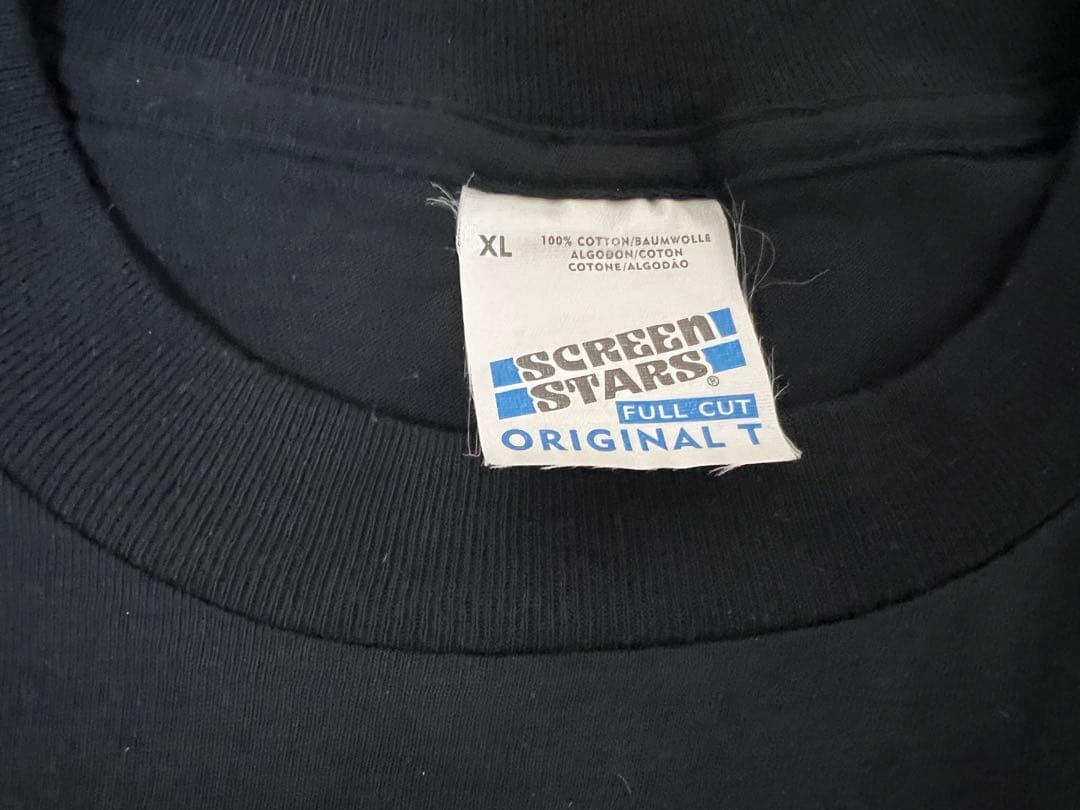 XL
100% COTTON/BAUMWOLLE
ALGODON/COTON
COTONE/ALGODÃO
SCREEN
STARS®
FULL CUT
ORIGINAL T